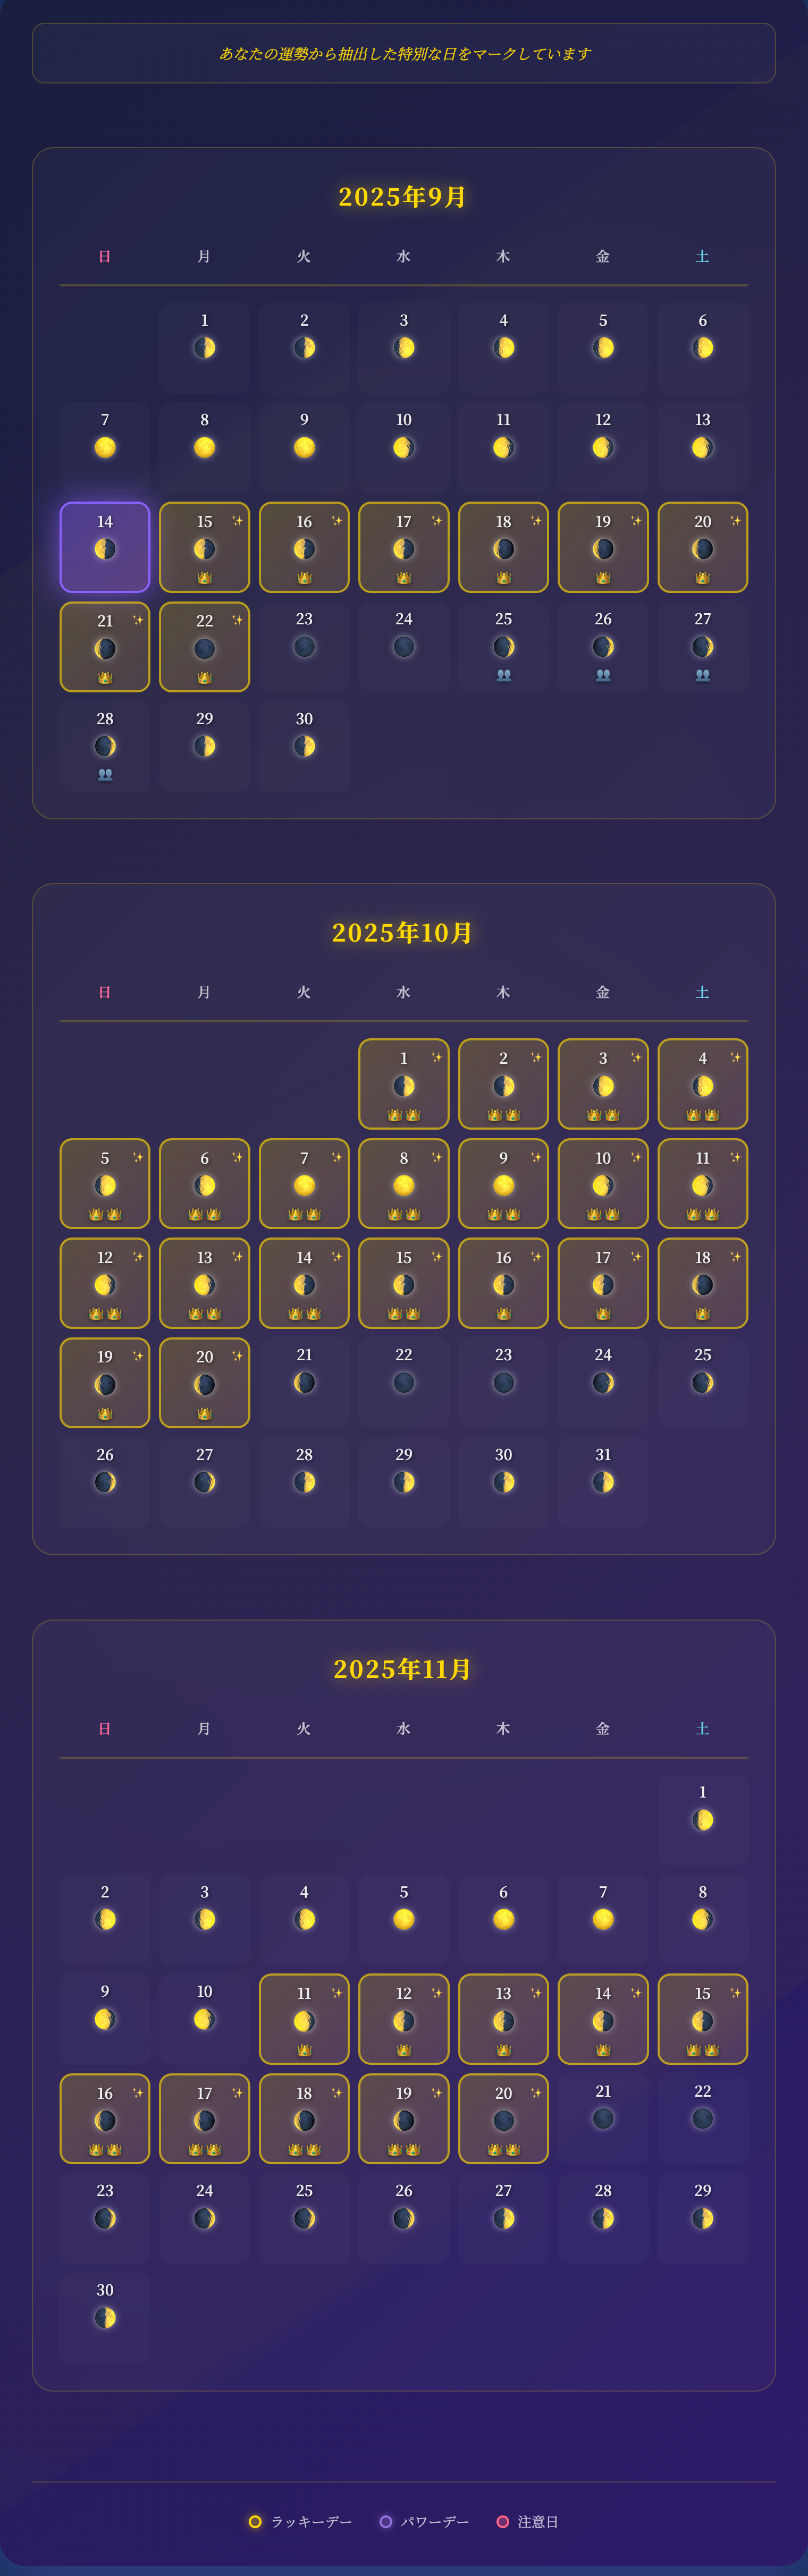 あなたの運勢から抽出した特別な日をマークしています
2025年9月
日 月 火 水 木 金 土
1 2 3 4 5 6
7 8 9 10 11 12 13
14 15 16 17 18 19 20
21 22 23 24 25 26 27
28 29 30
2025年10月
日 月 火 水 木 金 土
1 2 3 4
5 6 7 8 9 10 11
12 13 14 15 16 17 18
19 20 21 22 23 24 25
26 27 28 29 30 31
2025年11月
日 月 火 水 木 金 土
1
2 3 4 5 6 7 8
9 10 11 12 13 14 15
16 17 18 19 20 21 22
23 24 25 26 27 28 29
30
ラッキーデー パワーデー 注意日